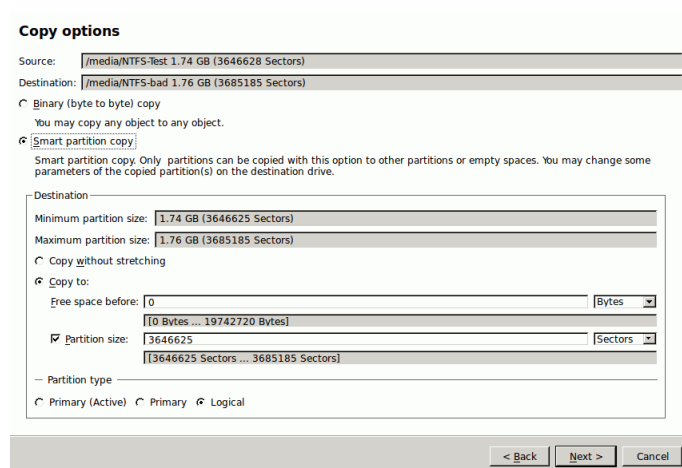 Copy options
Source: /media/NTFS-Test 1.74 GB (3646628 Sectors)
Destination: /media/NTFS-bad 1.76 GB (3685185 Sectors)
Binary (byte to byte) copy
You may copy any object to any object.
Smart partition copy
Smart partition copy. Only partitions can be copied with this option to other partitions or empty spaces. You may change some
parameters of the copied partition(s) on the destination drive.
Destination
Minimum partition size: 1.74 GB (3646625 Sectors)
Maximum partition size: 1.76 GB (3685185 Sectors)
Copy without stretching
Copy to:
Free space before: 0 Bytes
[0 Bytes ... 19742720 Bytes]
Partition size: 3646625 Sectors
[3646625 Sectors ... 3685185 Sectors]
Partition type
Primary (Active) Primary Logical
< Back Next > Cancel